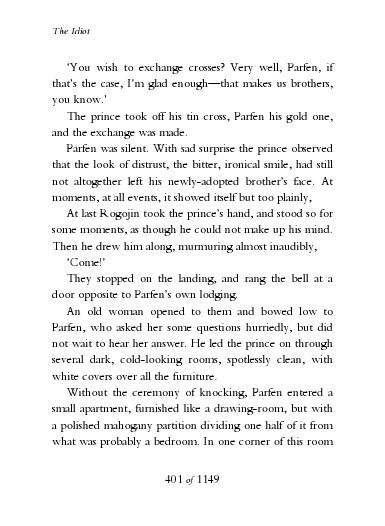 The Idiot
‘You wish to exchange crosses? Very well, Parfen, if
that’s the case, I’m glad enough—that makes us brothers,
you know.’
The prince took off his tin cross, Parfen his gold one,
and the exchange was made.
Parfen was silent. With sad surprise the prince observed
that the look of distrust, the bitter, ironical smile, had still
not altogether left his newly-adopted brother’s face. At
moments, at all events, it showed itself but too plainly,
At last Rogojin took the prince’s hand, and stood so for
some moments, as though he could not make up his mind.
Then he drew him along, murmuring almost inaudibly,
‘Come!’
They stopped on the landing, and rang the bell at a
door opposite to Parfen’s own lodging.
An old woman opened to them and bowed low to
Parfen, who asked her some questions hurriedly, but did
not wait to hear her answer. He led the prince on through
several dark, cold-looking rooms, spotlessly clean, with
white covers over all the furniture.
Without the ceremony of knocking, Parfen entered a
small apartment, furnished like a drawing-room, but with
a polished mahogany partition dividing one half of it from
what was probably a bedroom. In one corner of this room
401 of 1149